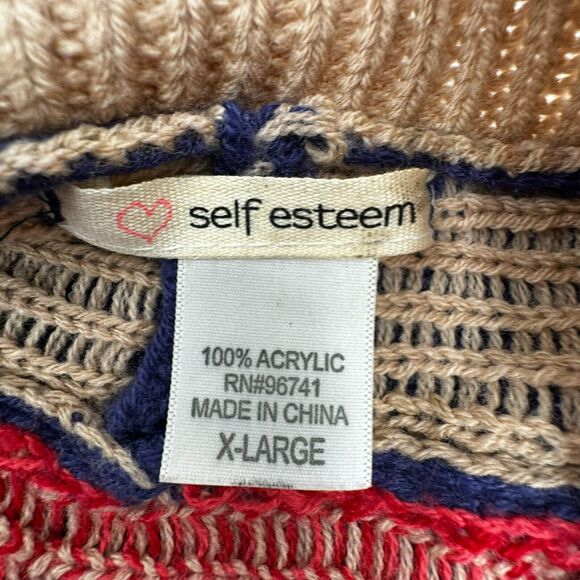 self esteem
100% ACRYLIC
RN#96741
MADE IN CHINA
X-LARGE